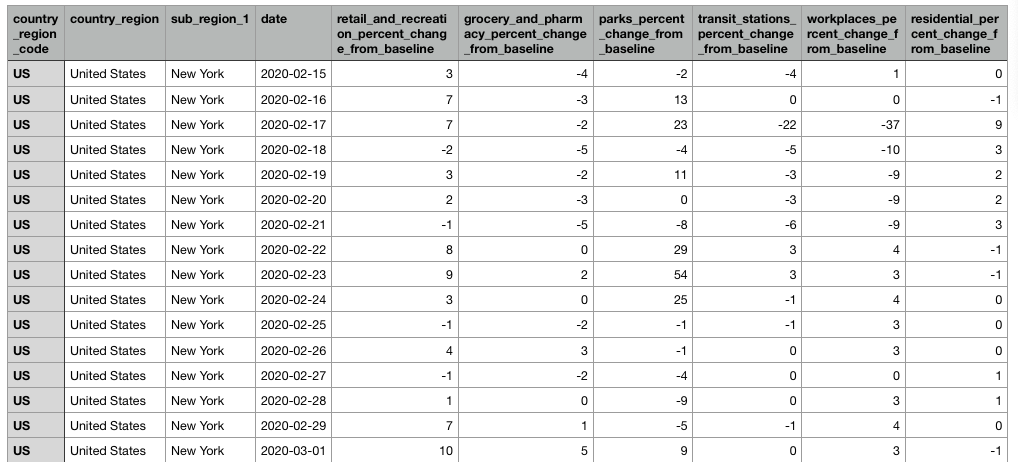 country_region_code country_region sub_region_1 date retail_and_recreation_percent_change_from_baseline grocery_and_pharmacy_percent_change_from_baseline parks_percent_change_from_baseline transit_stations_percent_change_from_baseline workplaces_percent_change_from_baseline residential_percent_change_from_baseline
US United States New York 2020-02-15 3 -4 -2 -4 1 0
US United States New York 2020-02-16 7 -3 13 0 0 -1
US United States New York 2020-02-17 7 -2 23 -22 -37 9
US United States New York 2020-02-18 -2 -5 -4 -5 -10 3
US United States New York 2020-02-19 3 -2 11 -3 -9 2
US United States New York 2020-02-20 2 -3 0 -3 -9 2
US United States New York 2020-02-21 -1 -5 -8 -6 -9 3
US United States New York 2020-02-22 8 0 29 3 4 -1
US United States New York 2020-02-23 9 2 54 3 3 -1
US United States New York 2020-02-24 3 0 25 -1 4 0
US United States New York 2020-02-25 -1 -2 -1 -1 3 0
US United States New York 2020-02-26 4 3 -1 0 3 0
US United States New York 2020-02-27 -1 -2 -4 0 0 1
US United States New York 2020-02-28 1 0 -9 0 3 1
US United States New York 2020-02-29 7 1 -5 -1 4 0
US United States New York 2020-03-01 10 5 9 0 3 -1